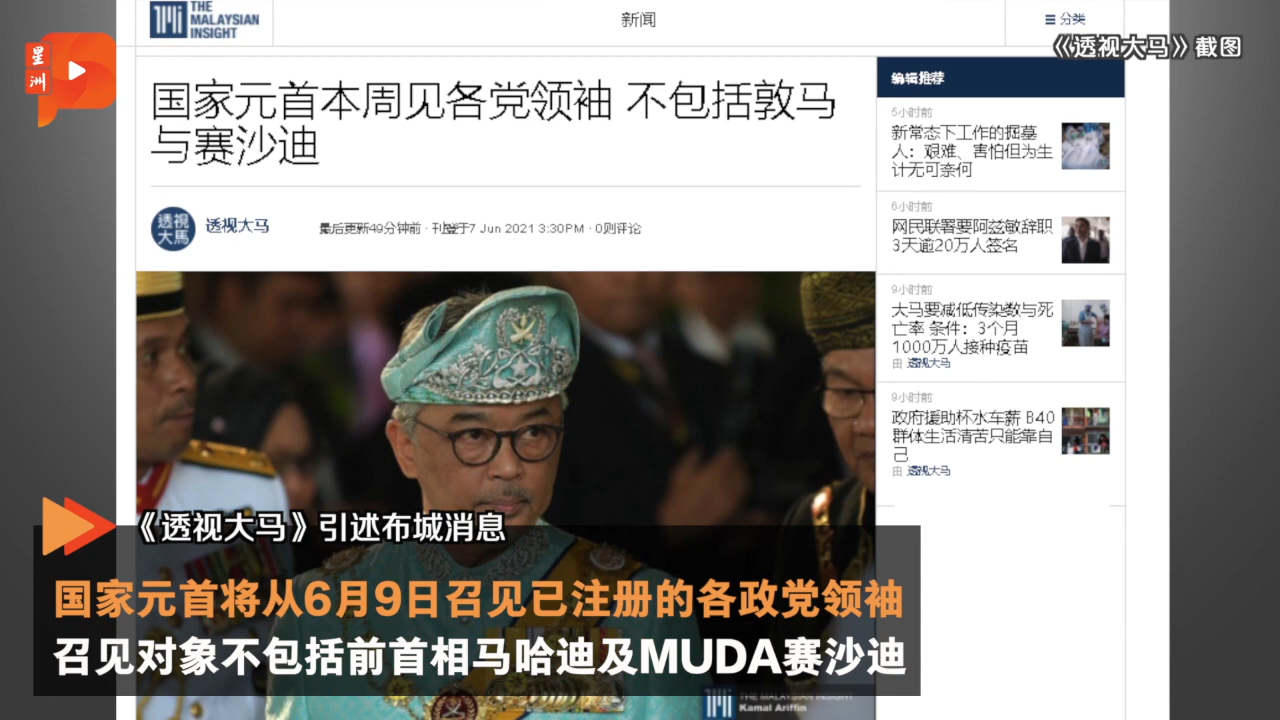 THE
MALAYSIAN
INSIGHT
新闻
分类
《透视大马》截图
星洲
国家元首本周见各党领袖 不包括敦马
与赛沙迪
透視
大馬
透视大马
最后更新49分钟前 · 刊登于7 Jun 2021 3:30PM · 0则评论
编辑推荐
5小时前
新常态下工作的掘墓
人：艰难、害怕但为生
计无可奈何
6小时前
网民联署要阿兹敏辞职
3天逾20万人签名
9小时前
大马要减低传染数与死
亡率 条件：3个月
1000万人接种疫苗
由 透视大马
9小时前
政府援助杯水车薪 B40
群体生活清苦只能靠自
己
由 透视大马
《透视大马》引述布城消息
国家元首将从6月9日召见已注册的各政党领袖
召见对象不包括前首相马哈迪及MUDA赛沙迪
THE MALAYSIAN INSIGHT
Kamal Ariffin